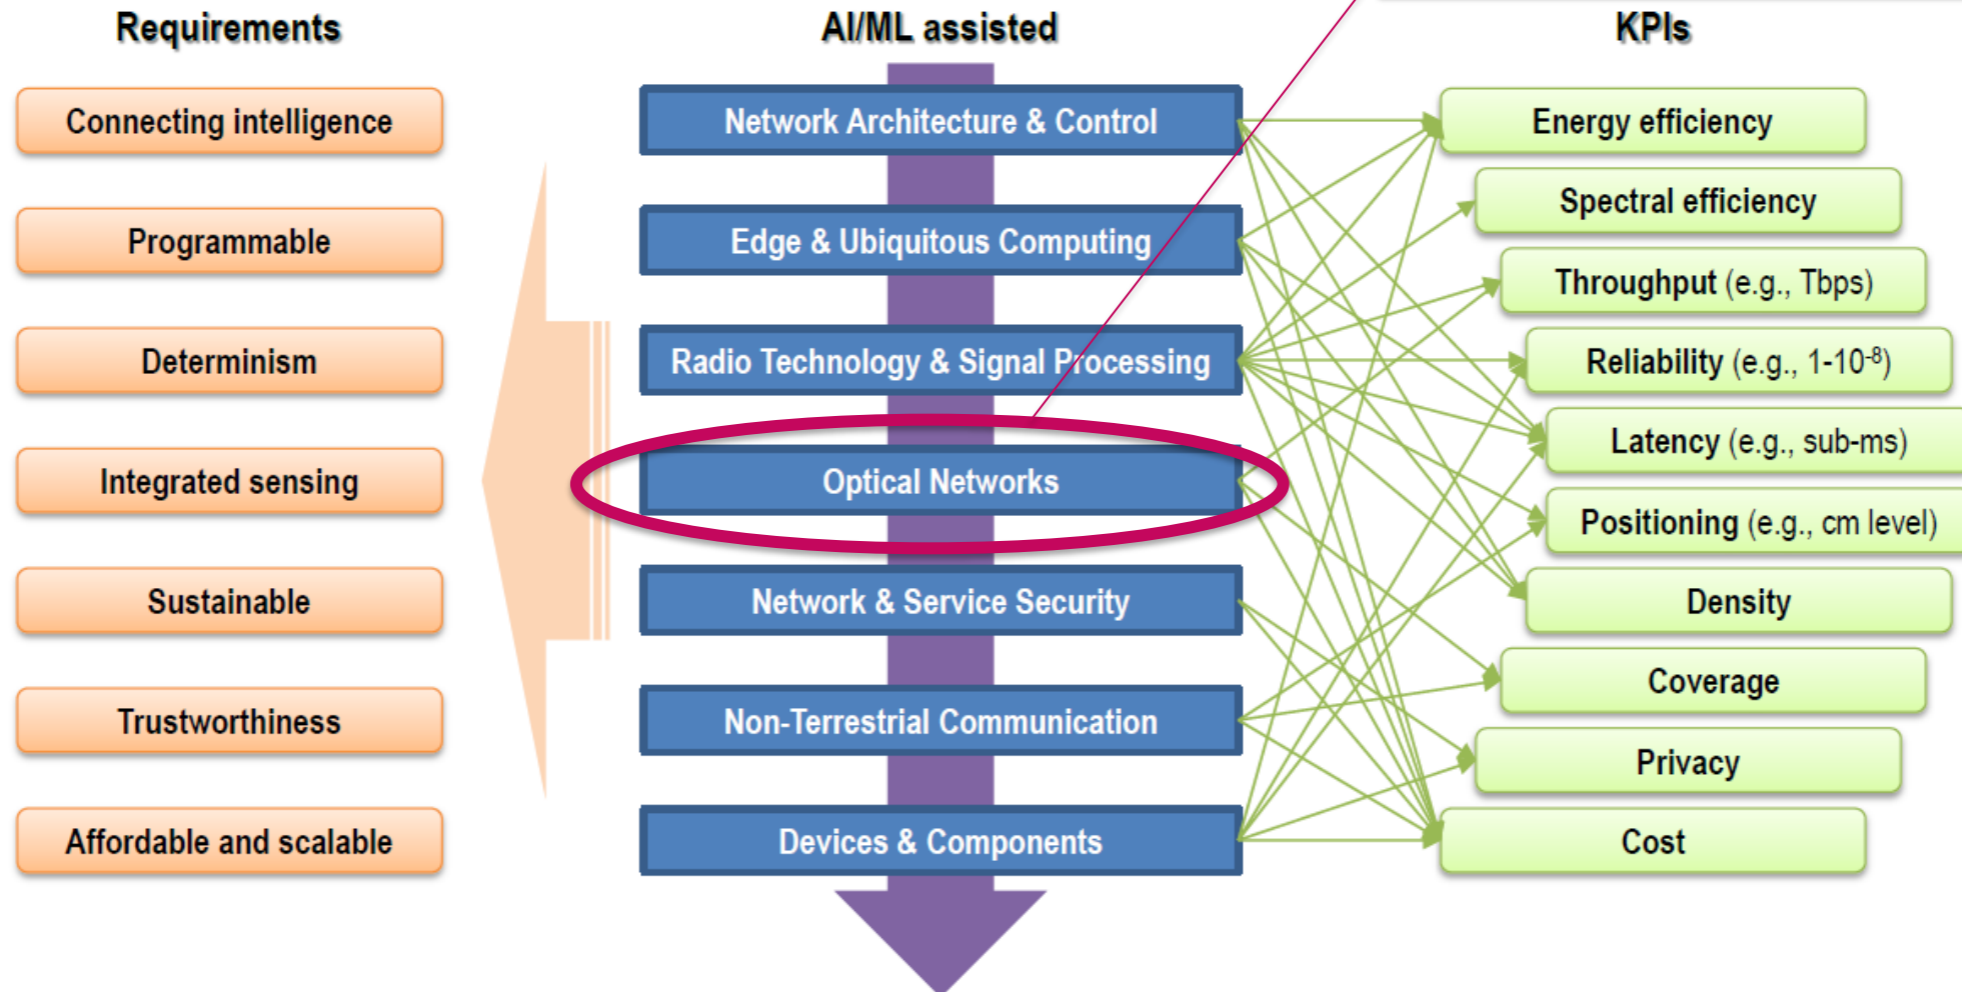 Requirements
AI/ML assisted
KPIs
Connecting intelligence
Network Architecture & Control
Energy efficiency
Spectral efficiency
Programmable
Edge & Ubiquitous Computing
Throughput (e.g., Tbps)
Determinism
Radio Technology & Signal Processing
Reliability (e.g., 1-10⁻⁸)
Latency (e.g., sub-ms)
Integrated sensing
Optical Networks
Positioning (e.g., cm level)
Sustainable
Network & Service Security
Density
Coverage
Trustworthiness
Non-Terrestrial Communication
Privacy
Affordable and scalable
Devices & Components
Cost